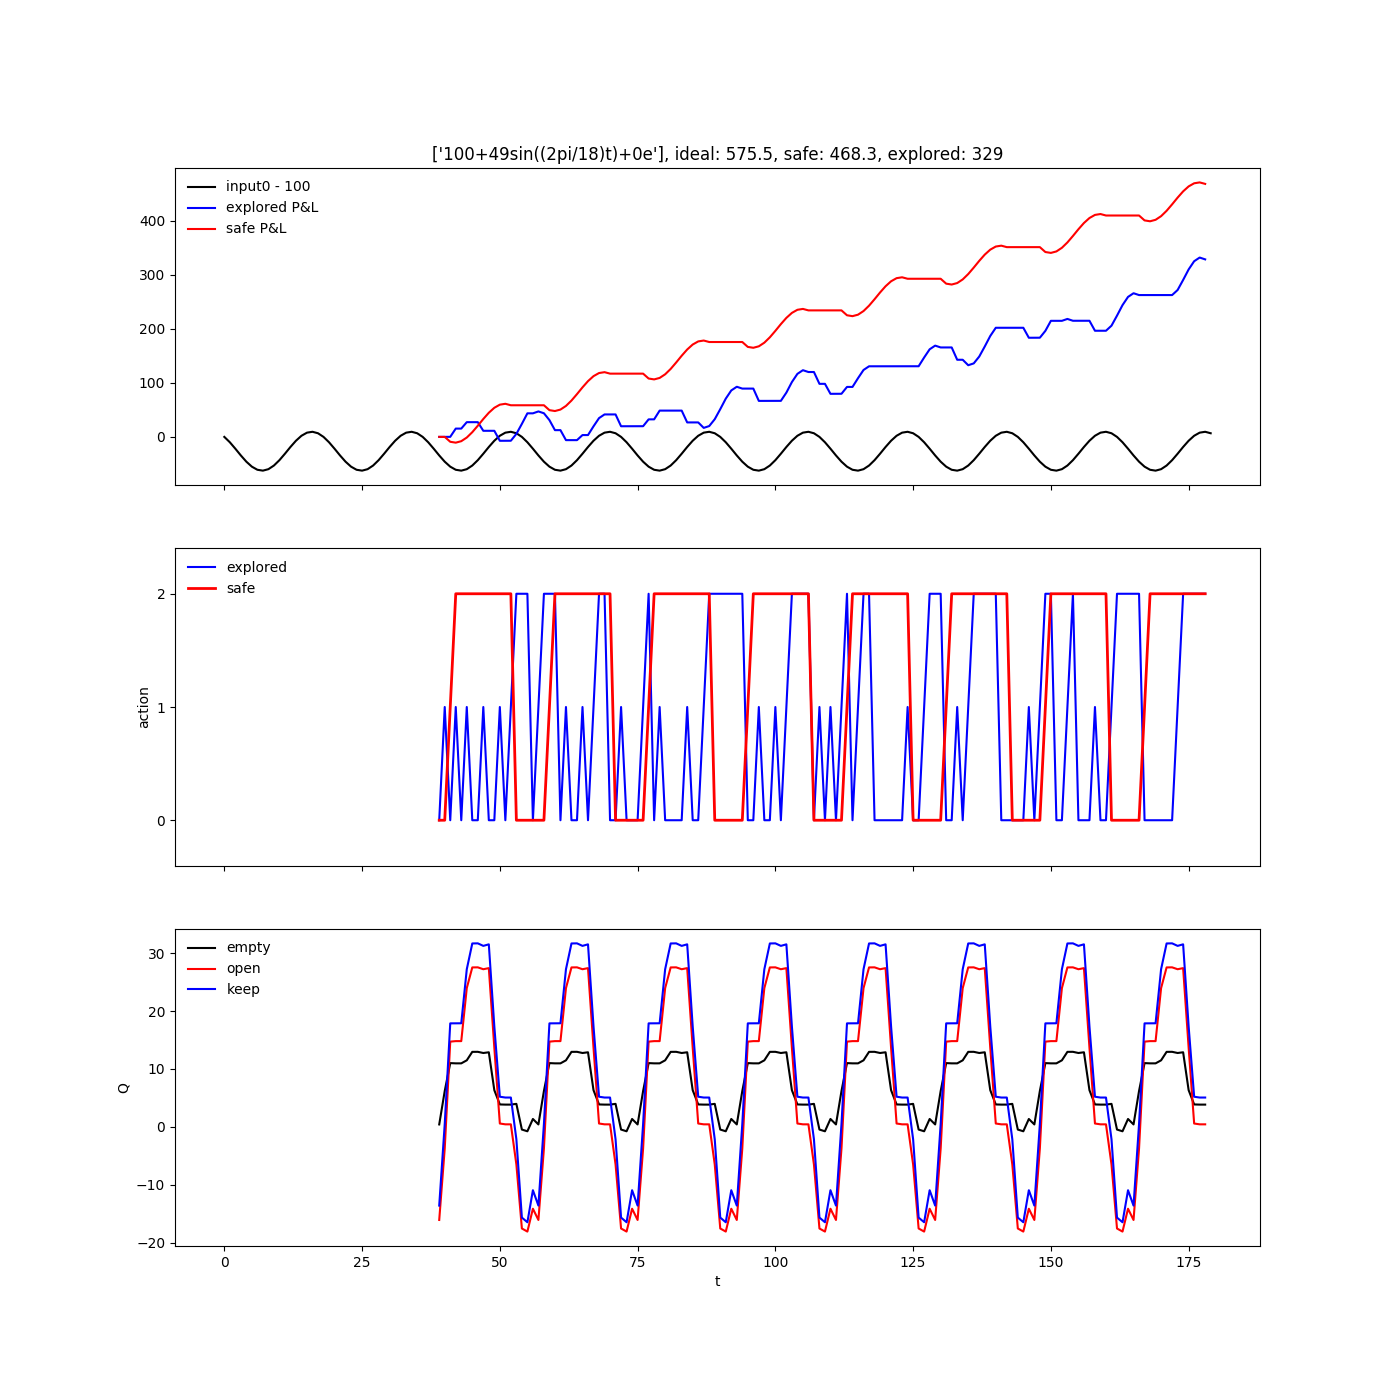 ['100+49sin((2pi/18)t)+0e'], ideal: 575.5, safe: 468.3, explored: 329
input0 - 100
explored P&L
safe P&L
400
300
200
100
0
explored
safe
2
1
0
action
empty
open
keep
30
20
10
0
−10
−20
Q
0 25 50 75 100 125 150 175
t